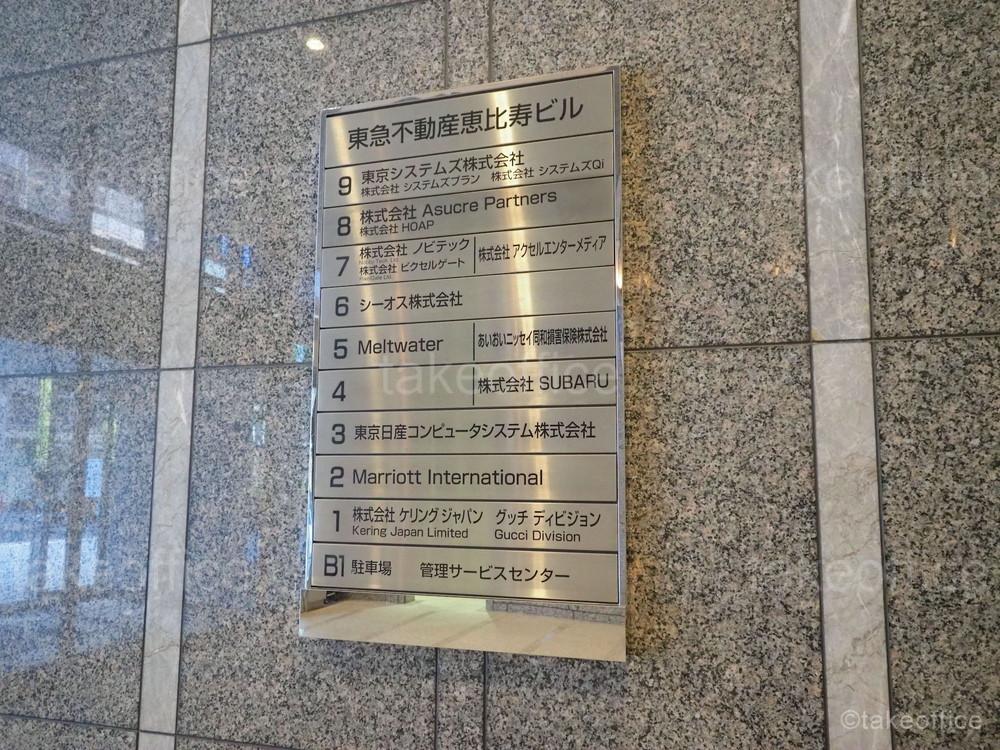 東急不動産恵比寿ビル
9 東京システムズ株式会社
株式会社 システムズプラン 株式会社 システムズQi
8 株式会社 Asucre Partners
株式会社 HOAP
7 株式会社 ノビテック 株式会社 アクセルエンターメディア
株式会社 ピクセルゲート
6 シーオス株式会社
5 Meltwater あいおいニッセイ同和損害保険株式会社
4 株式会社 SUBARU
3 東京日産コンピュータシステム株式会社
2 Marriott International
1 株式会社 ケリング ジャパン グッチ ディビジョン
Kering Japan Limited Gucci Division
B1 駐車場 管理サービスセンター
takeoffice
©takeoffice